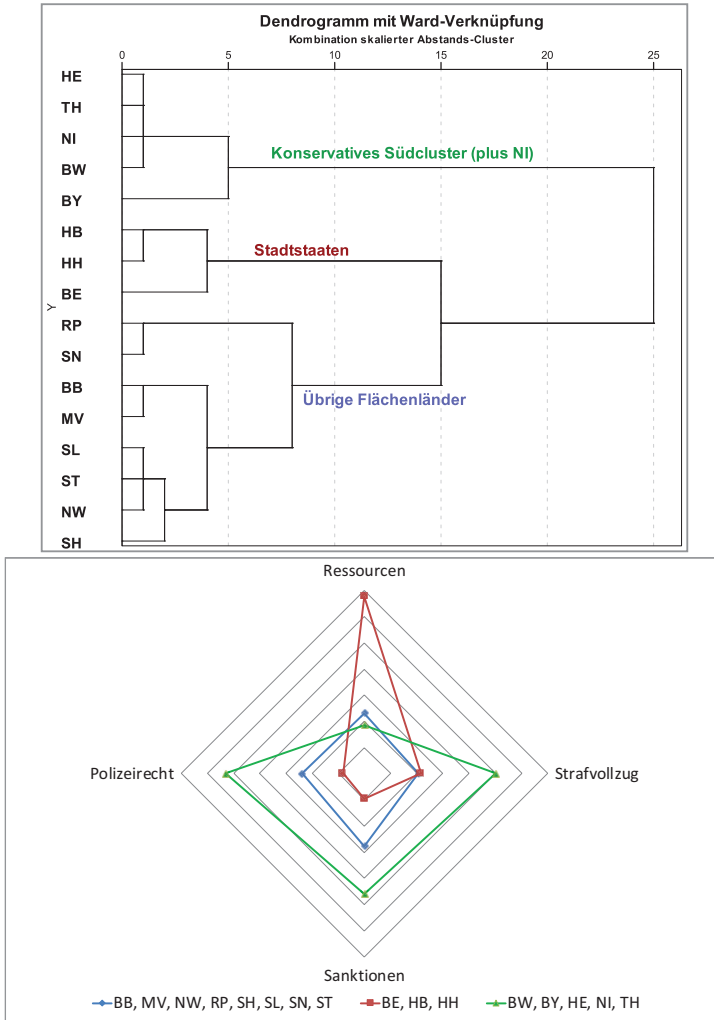 Dendrogramm mit Ward-Verknüpfung
Kombination skalierter Abstands-Cluster
0 5 10 15 20 25
HE
TH
NI
Konservatives Südcluster (plus NI)
BW
BY
HB
Stadtstaaten
HH
BE
Y
RP
SN
BB
Übrige Flächenländer
MV
SL
ST
NW
SH
Ressourcen
Polizeirecht Strafvollzug
Sanktionen
BB, MV, NW, RP, SH, SL, SN, ST BE, HB, HH BW, BY, HE, NI, TH